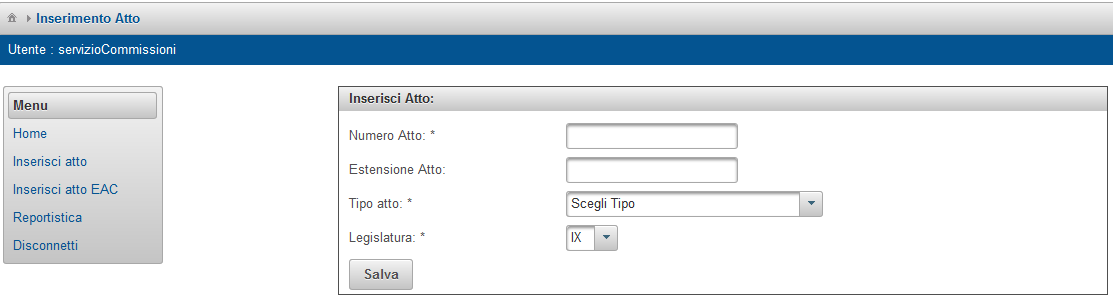 Inserimento Atto
Utente : servizioCommissioni
Menu
Home
Inserisci atto
Inserisci atto EAC
Reportistica
Disconnetti
Inserisci Atto:
Numero Atto: *
Estensione Atto:
Tipo atto: * Scegli Tipo
Legislatura: * IX
Salva